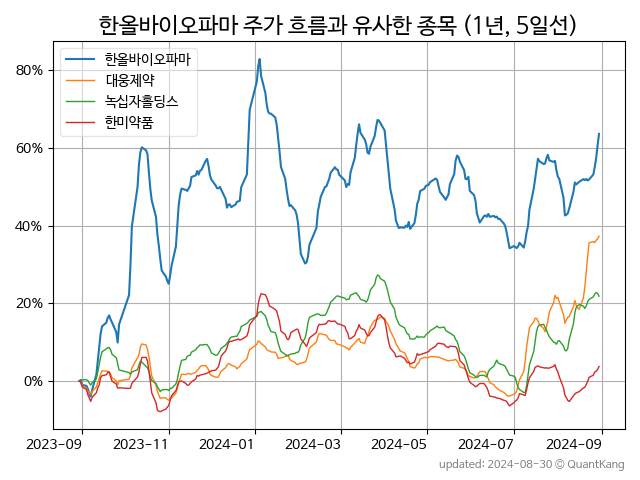 한올바이오파마 주가 흐름과 유사한 종목 (1년, 5일선)
한올바이오파마
대웅제약
녹십자홀딩스
한미약품
80%
60%
40%
20%
0%
2023-09 2023-11 2024-01 2024-03 2024-05 2024-07 2024-09
updated: 2024-08-30 © QuantKang